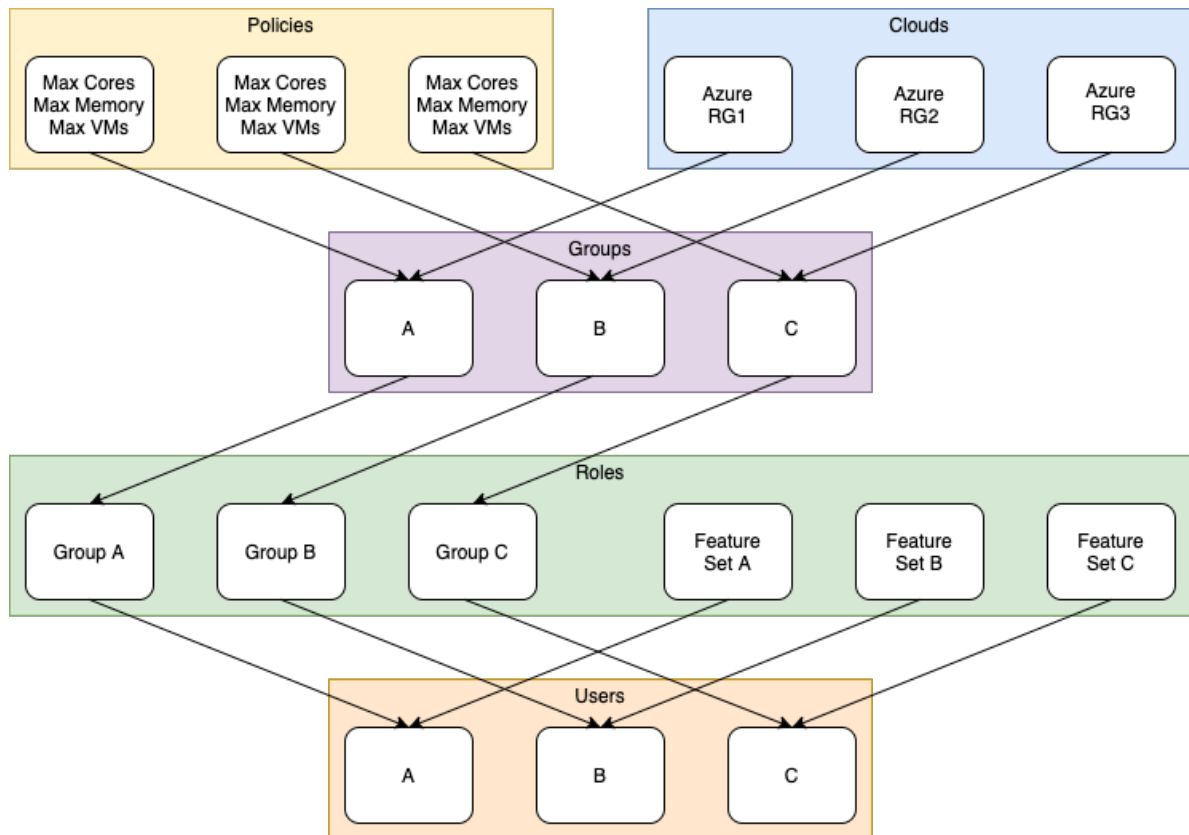 Policies
Max Cores
Max Memory
Max VMs
Max Cores
Max Memory
Max VMs
Max Cores
Max Memory
Max VMs
Clouds
Azure
RG1
Azure
RG2
Azure
RG3
Groups
A
B
C
Roles
Group A
Group B
Group C
Feature
Set A
Feature
Set B
Feature
Set C
Users
A
B
C